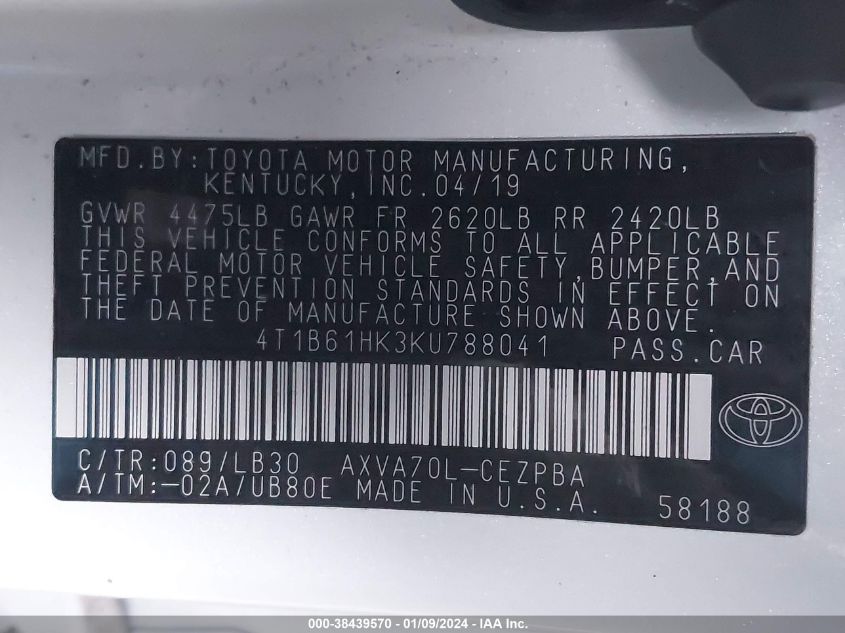 MFD.BY:TOYOTA MOTOR MANUFACTURING,
KENTUCKY,INC.04/19
GVWR 4475LB GAWR FR 2620LB RR 2420LB
THIS VEHICLE CONFORMS TO ALL APPLICABLE
FEDERAL MOTOR VEHICLE SAFETY,BUMPER,AND
THEFT PREVENTION STANDARDS IN EFFECT ON
THE DATE OF MANUFACTURE SHOWN ABOVE.
4T1B61HK3KU788041 PASS.CAR
C/TR:089/LB30 AXVA70L-CEZPBA
A/TM:-02A/UB80E MADE IN U.S.A. 58188
000-38439570 - 01/09/2024 - IAA Inc.